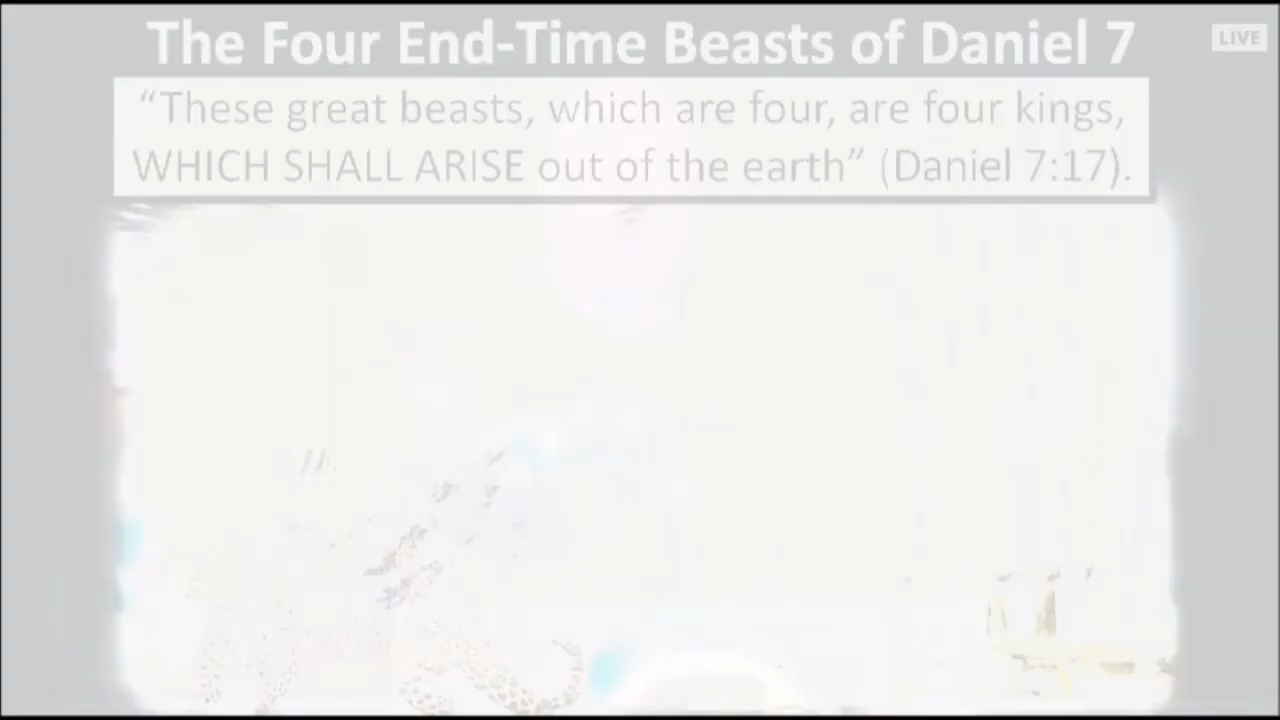 The Four End-Time Beasts of Daniel 7
LIVE
“These great beasts, which are four, are four kings,
WHICH SHALL ARISE out of the earth” (Daniel 7:17).